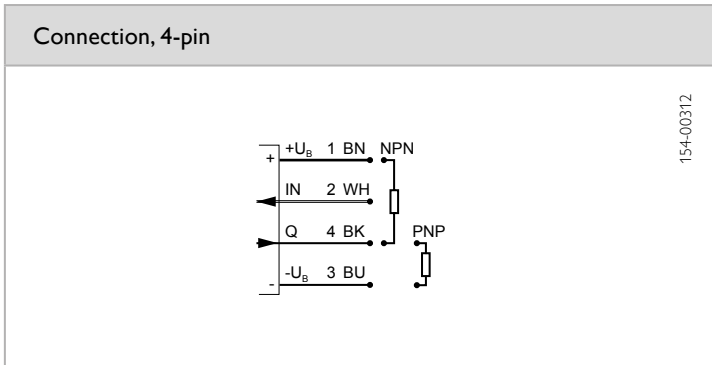 Connection, 4-pin
154-00312
+U_B 1 BN NPN
+
IN 2 WH
Q 4 BK PNP
-U_B 3 BU
-